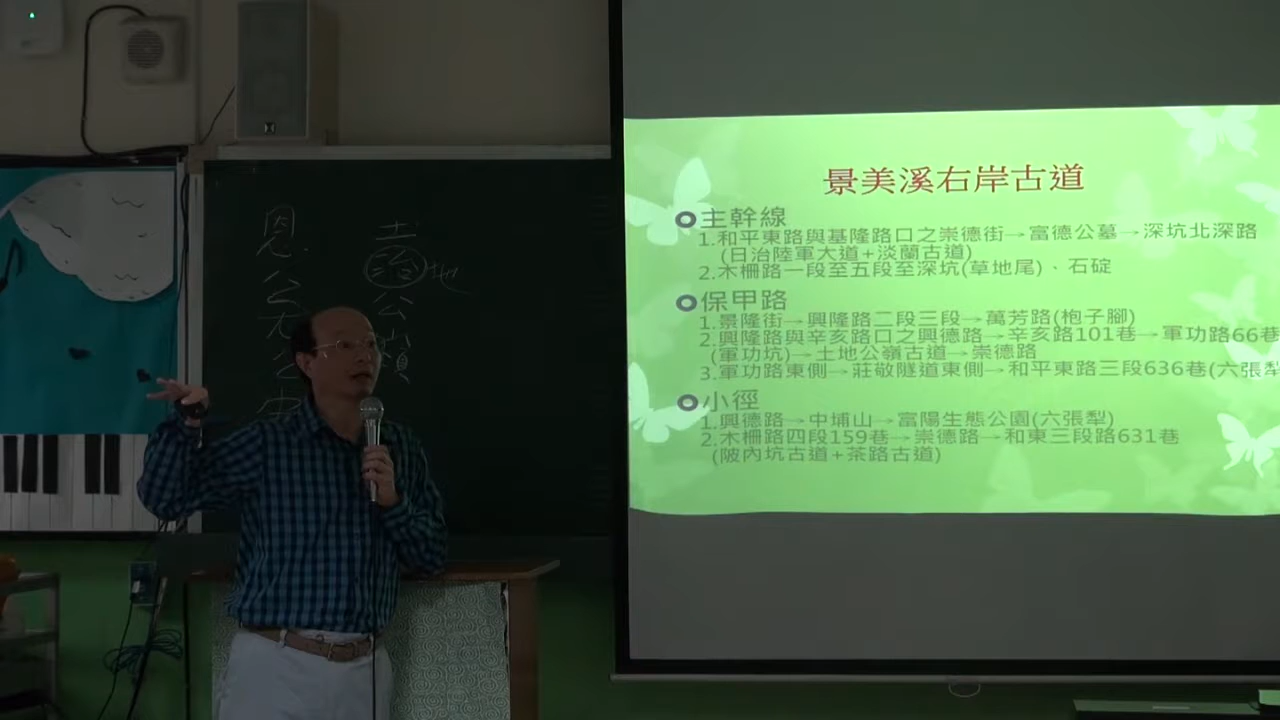 恩
公
景美溪右岸古道
主幹線
1.和平東路與基隆路口之崇德街→富德公墓→深坑北深路
(日治陸軍大道+淡蘭古道)
2.木柵路一段至五段至深坑(草地尾)、石碇
保甲路
1.景隆街→興隆路二段三段→萬芳路(枹子腳)
2.興隆路與辛亥路口之興德路→辛亥路101巷→軍功路66巷
(軍功坑)→土地公嶺古道→崇德路
3.軍功路東側→莊敬隧道東側→和平東路三段636巷(六張犁
小徑
1.興德路→中埔山→富陽生態公園(六張犁)
2.木柵路四段159巷→崇德路→和東三段路631巷
(陂內坑古道+茶路古道)